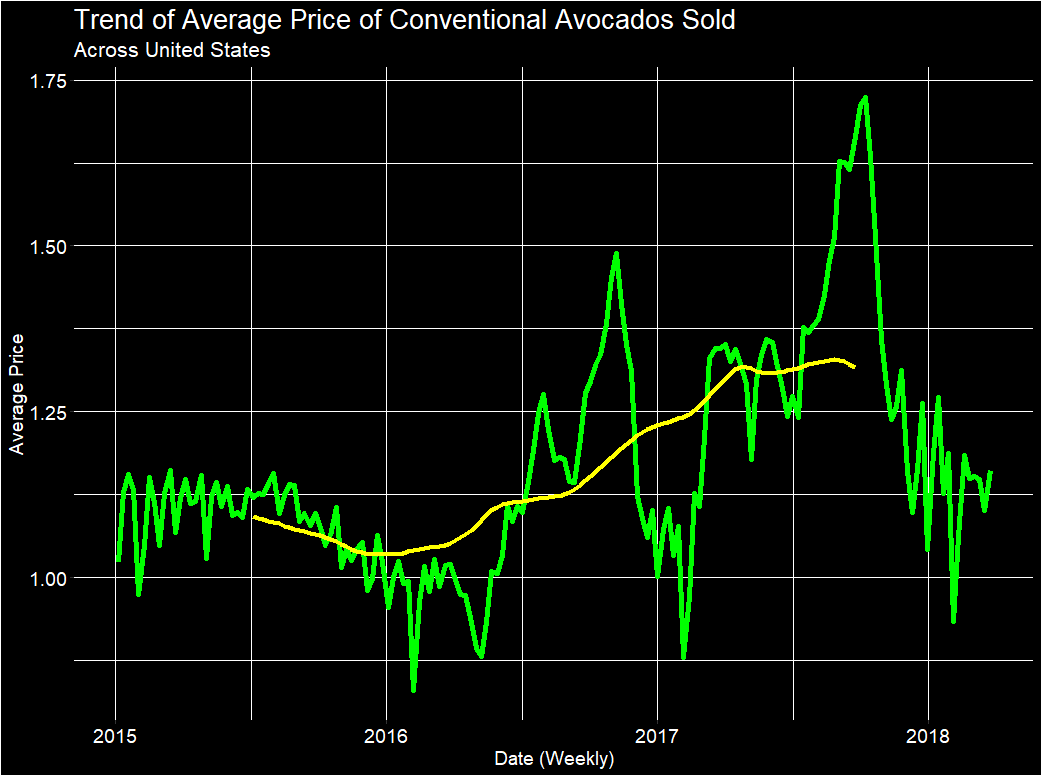 Trend of Average Price of Conventional Avocados Sold
Across United States
1.75
1.50
1.25
1.00
Average Price
2015 2016 2017 2018
Date (Weekly)